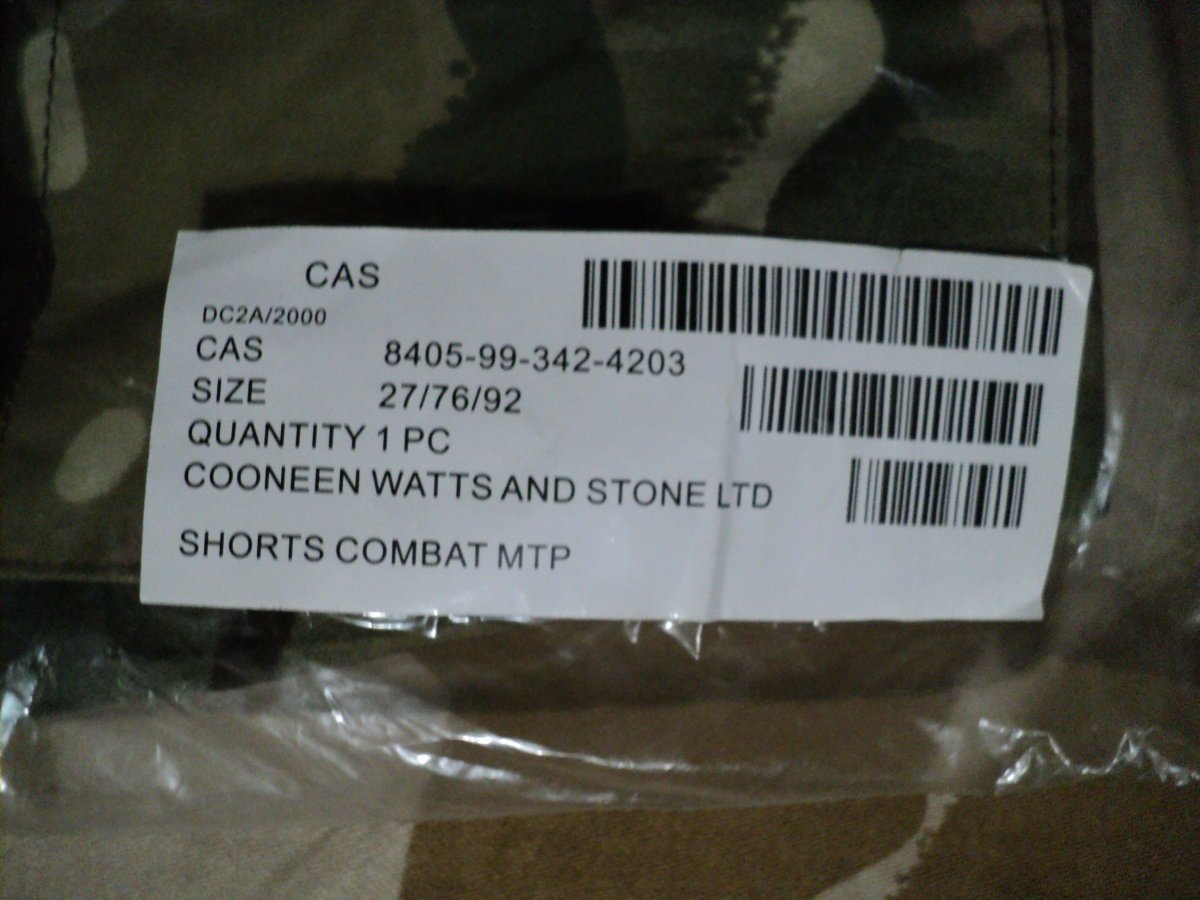 CAS
DC2A/2000
CAS 8405-99-342-4203
SIZE 27/76/92
QUANTITY 1 PC
COONEEN WATTS AND STONE LTD
SHORTS COMBAT MTP